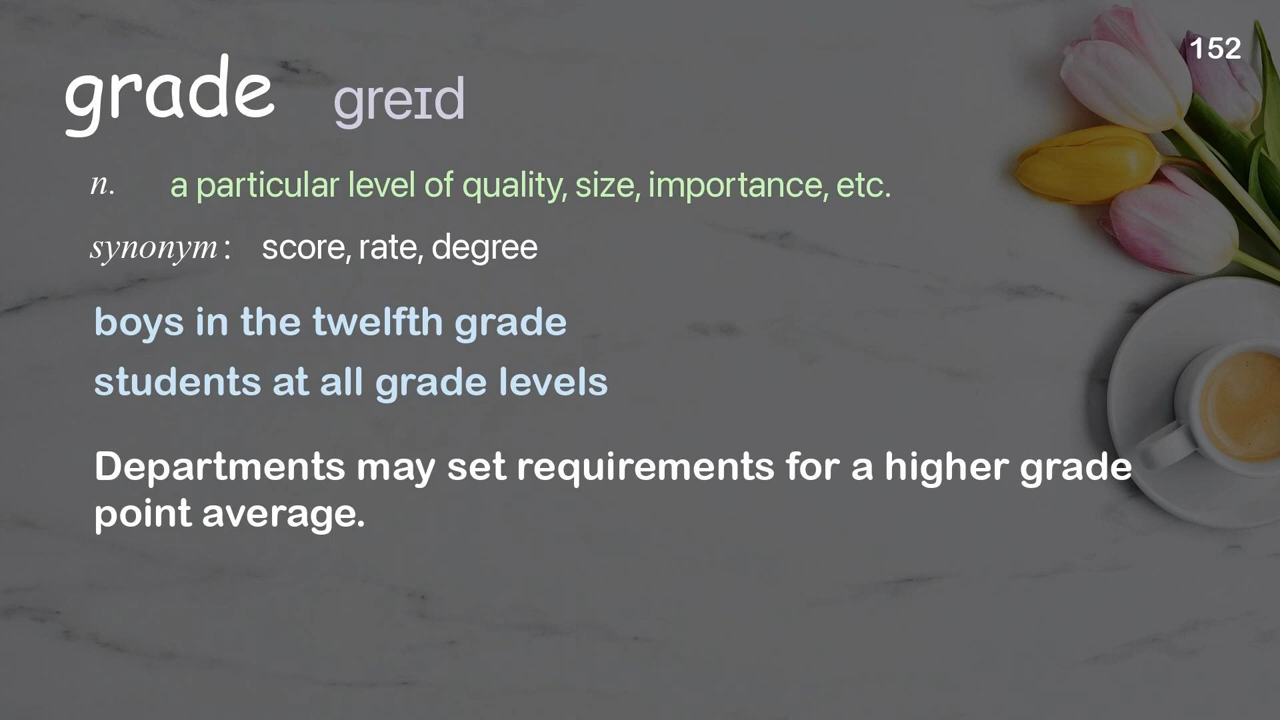 152
grade greɪd
n. a particular level of quality, size, importance, etc.
synonym: score, rate, degree
boys in the twelfth grade
students at all grade levels
Departments may set requirements for a higher grade
point average.